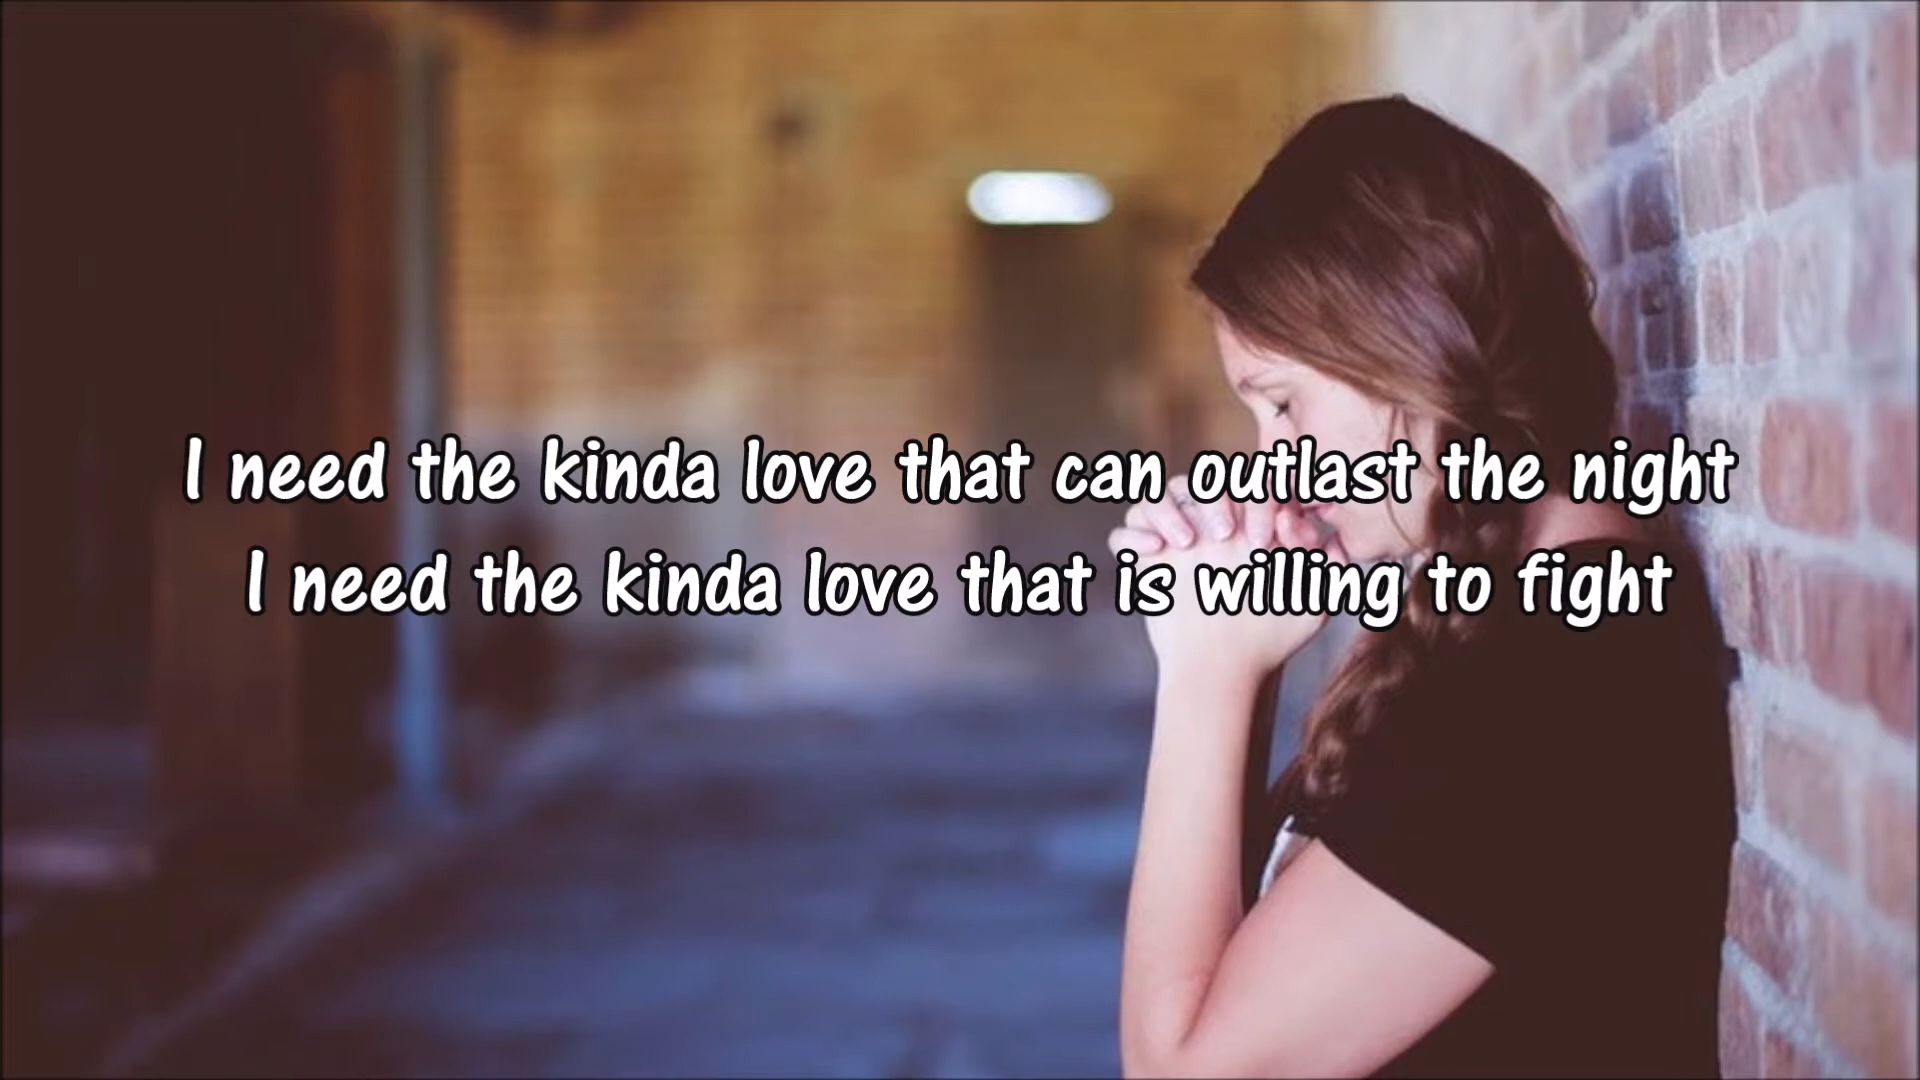 I need the kinda love that can outlast the night
I need the kinda love that is willing to fight